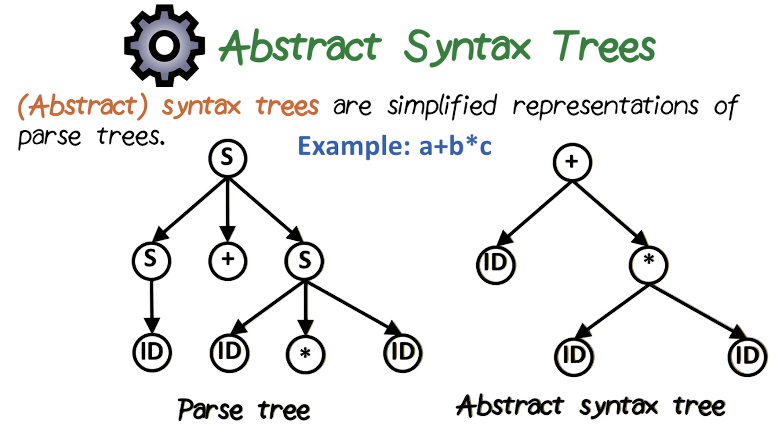 Abstract Syntax Trees
(Abstract) syntax trees are simplified representations of
parse trees.
Example: a+b*c
S
+
S + S
ID *
ID ID * ID
ID ID
Parse tree
Abstract syntax tree